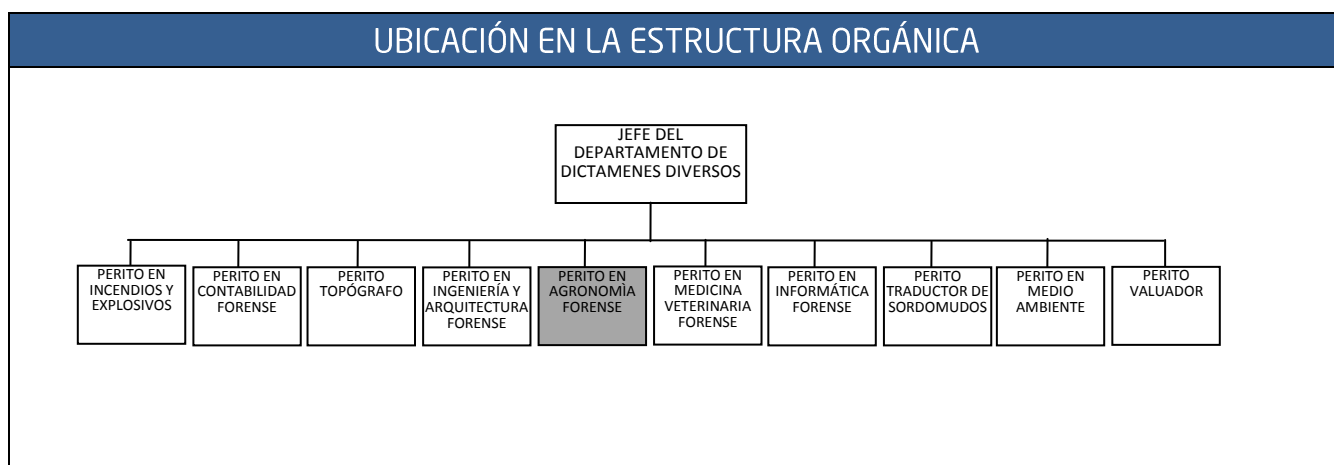 UBICACIÓN EN LA ESTRUCTURA ORGÁNICA
JEFE DEL
DEPARTAMENTO DE
DICTAMENES DIVERSOS
PERITO EN
INCENDIOS Y
EXPLOSIVOS
PERITO EN
CONTABILIDAD
FORENSE
PERITO
TOPÓGRAFO
PERITO EN
INGENIERÍA Y
ARQUITECTURA
FORENSE
PERITO EN
AGRONOMÌA
FORENSE
PERITO EN
MEDICINA
VETERINARIA
FORENSE
PERITO EN
INFORMÁTICA
FORENSE
PERITO
TRADUCTOR DE
SORDOMUDOS
PERITO EN
MEDIO
AMBIENTE
PERITO
VALUADOR